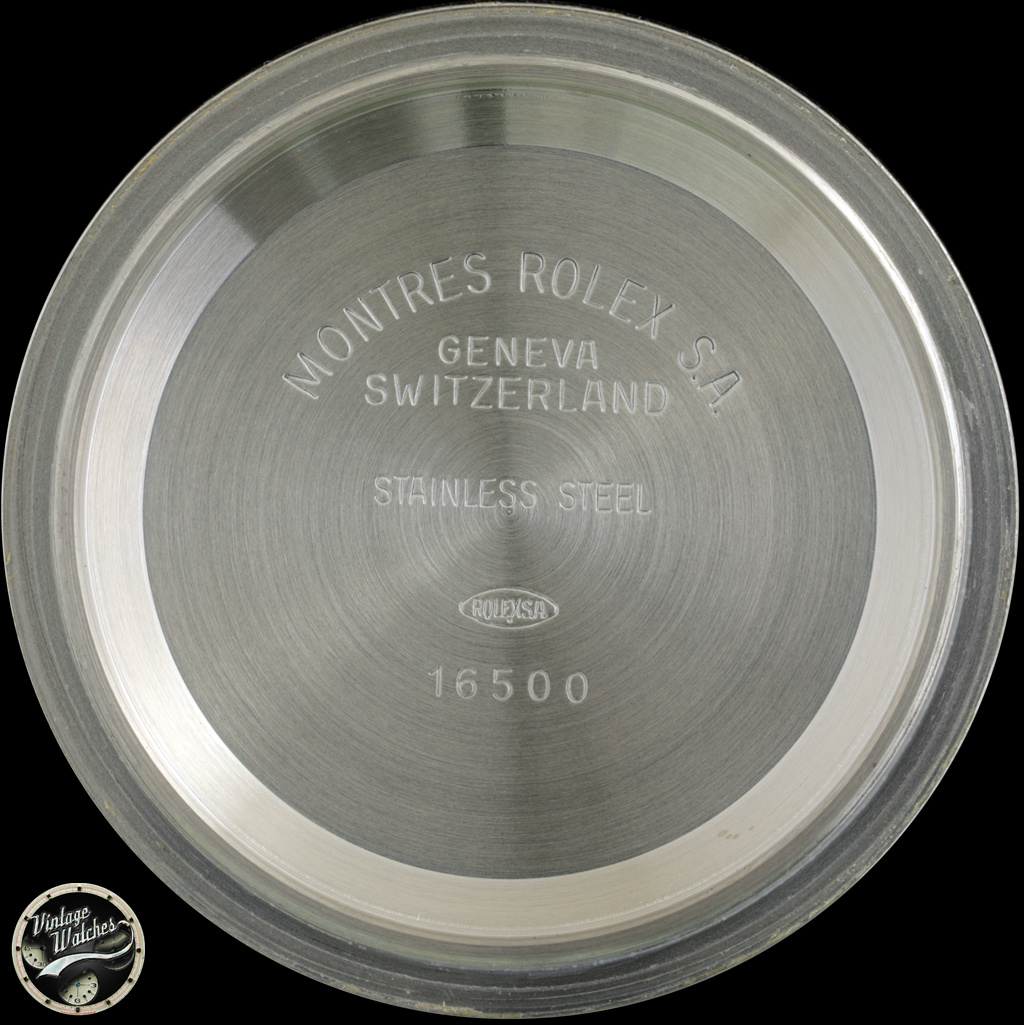 MONTRES ROLEX S.A.
GENEVA
SWITZERLAND
STAINLESS STEEL
ROLEX S.A.
16500
Vintage
Watches